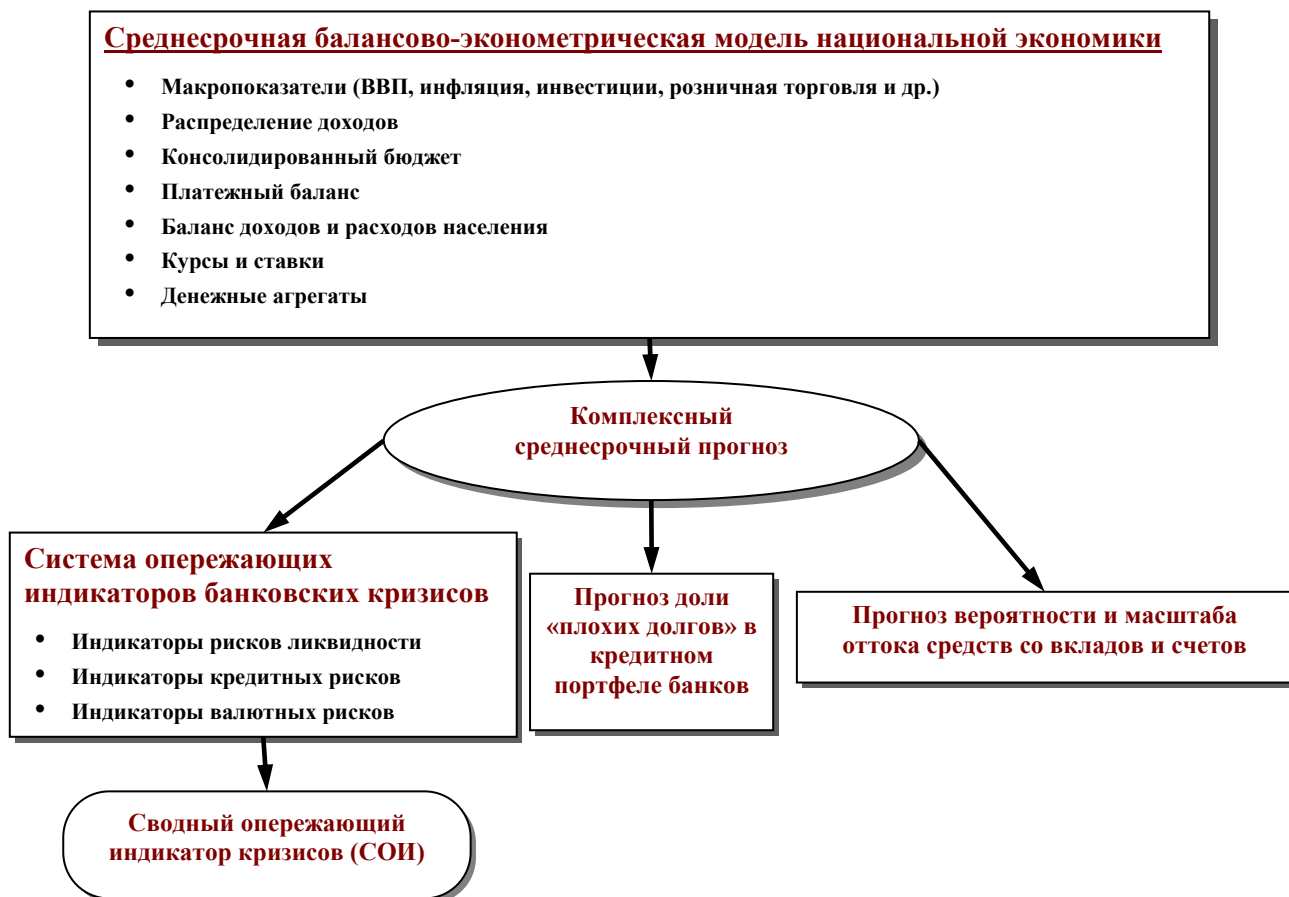 Среднесрочная балансово-эконометрическая модель национальной экономики
• Макропоказатели (ВВП, инфляция, инвестиции, розничная торговля и др.)
• Распределение доходов
• Консолидированный бюджет
• Платежный баланс
• Баланс доходов и расходов населения
• Курсы и ставки
• Денежные агрегаты
Комплексный
среднесрочный прогноз
Система опережающих
индикаторов банковских кризисов
• Индикаторы рисков ликвидности
• Индикаторы кредитных рисков
• Индикаторы валютных рисков
Прогноз доли
«плохих долгов» в
кредитном
портфеле банков
Прогноз вероятности и масштаба
оттока средств со вкладов и счетов
Сводный опережающий
индикатор кризисов (СОИ)